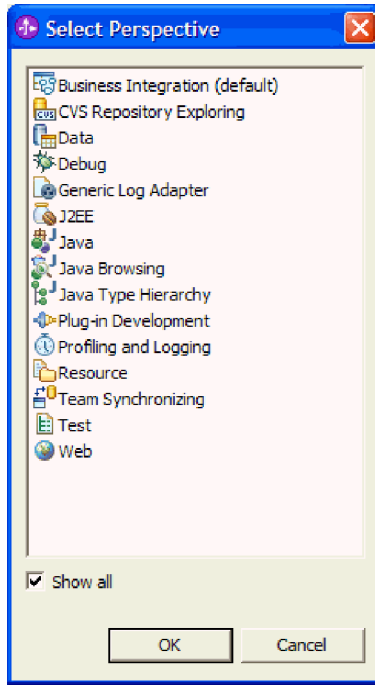 Select Perspective
Business Integration (default)
CVS Repository Exploring
Data
Debug
Generic Log Adapter
J2EE
Java
Java Browsing
Java Type Hierarchy
Plug-in Development
Profiling and Logging
Resource
Team Synchronizing
Test
Web
Show all
OK Cancel